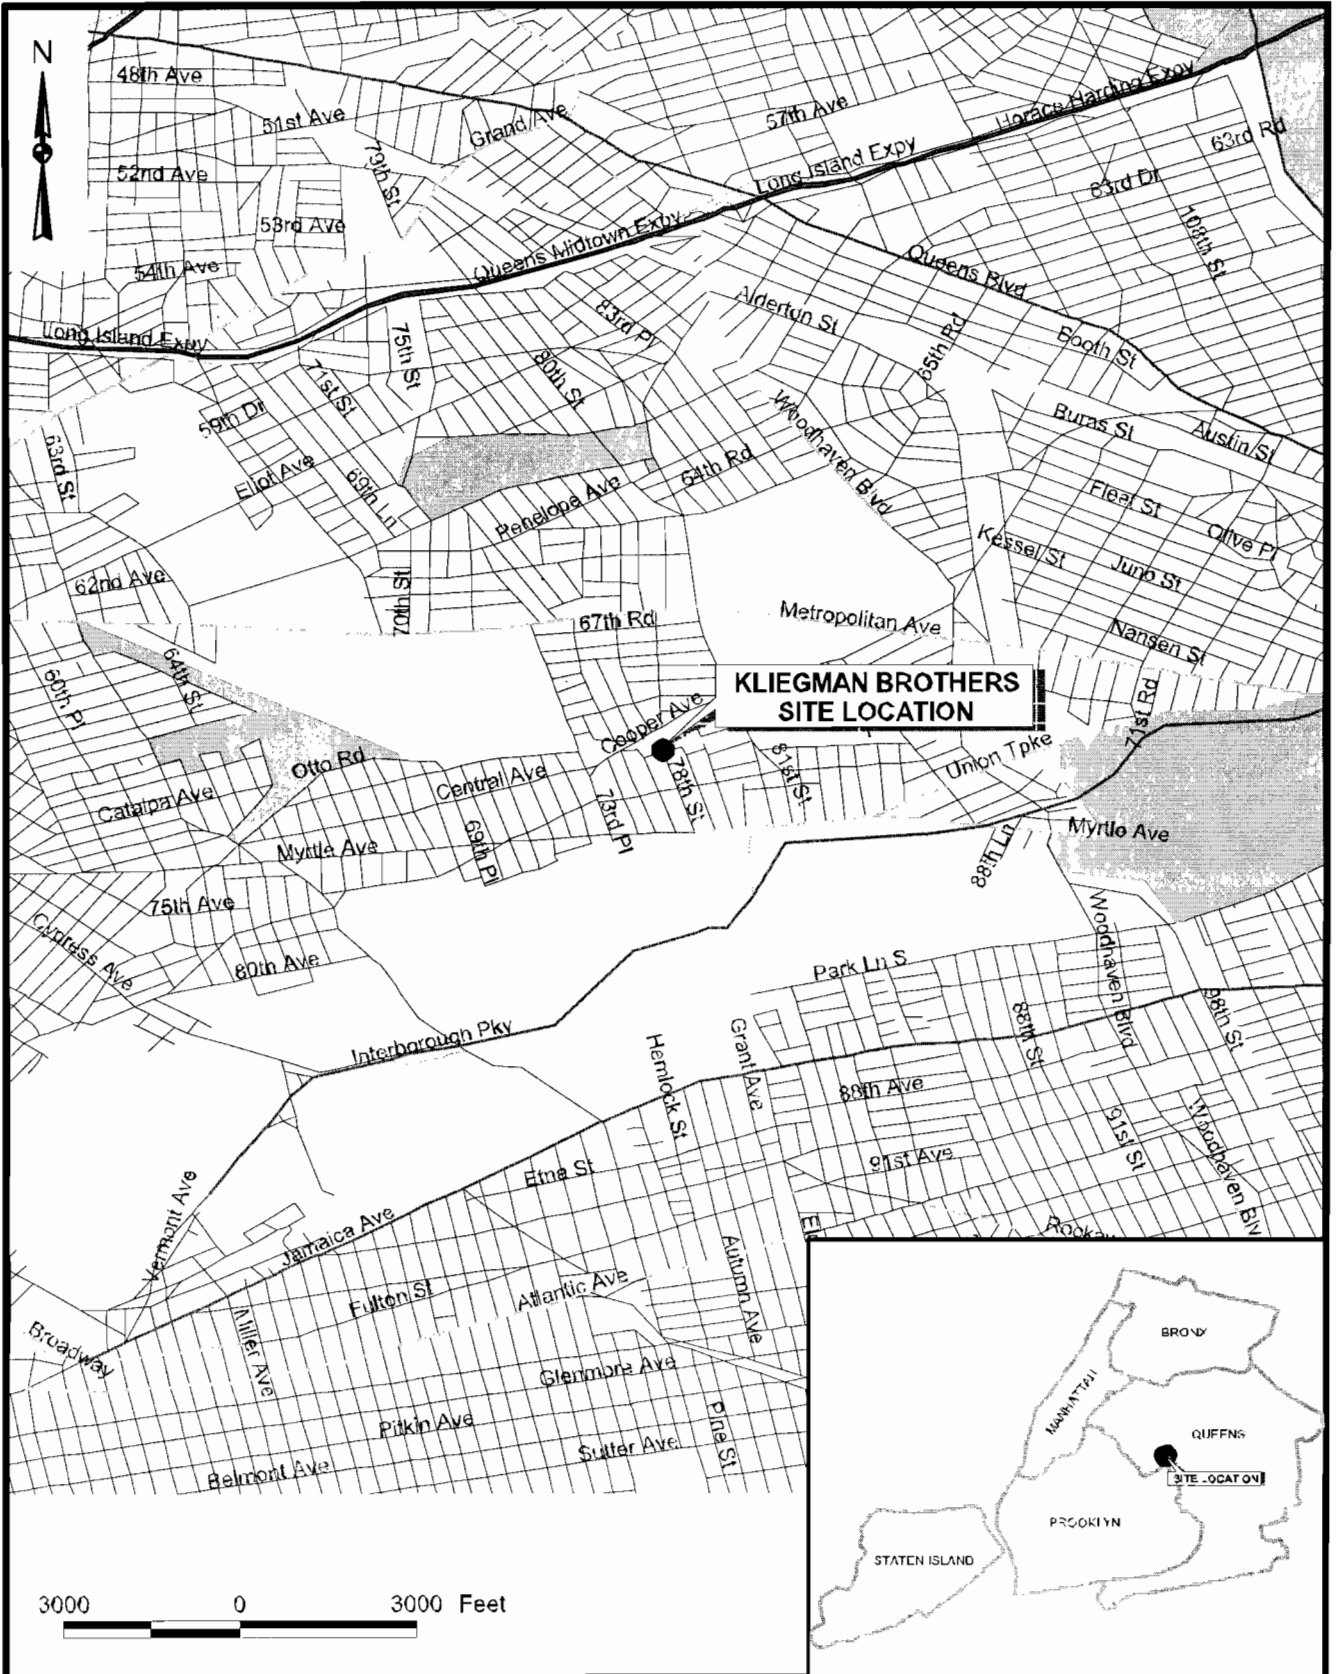 N
48th Ave
51st Ave
Grand Ave
57th Ave
Horace Harding Expy
63rd Rd
52nd Ave
79th St
Long Island Expy
63rd Dr
53rd Ave
108th St
54th Ave
Queens Midtown Expy
Queens Blvd
Long Island Expy
83rd Pl
Alderton St
75th St
65th Rd
Booth St
71st St
80th St
59th Dr
Woodhaven Blvd
Burns St
Austin St
63rd St
Eliot Ave
69th Ln
64th Rd
Penelope Ave
Fleet St
Olive Pl
Kessel St
Juno St
62nd Ave
70th St
67th Rd
Metropolitan Ave
Nansen St
60th Pl
64th St
KLIEGMAN BROTHERS
SITE LOCATION
71st Rd
Cooper Ave
Otto Rd
Central Ave
78th St
81st St
Union Tpke
Catalpa Ave
73rd Pl
69th Pl
Myrtle Ave
Myrtle Ave
88th Ln
75th Ave
Cypress Ave
80th Ave
Park Ln S
Woodhaven Blvd
98th St
88th St
Interborough Pky
Hemlock St
Grant Ave
88th Ave
91st St
Woodhaven Blv
91st Ave
Etna St
Vermont Ave
Jamaica Ave
Rocka
Autumn Ave
Fulton St
Atlantic Ave
Miller Ave
Broadway
Glenmore Ave
Pitkin Ave
Pine St
Sutter Ave
Belmont Ave
BRONX
MANHATTAN
QUEENS
SITE LOCATION
BROOKLYN
STATEN ISLAND
3000 0 3000 Feet